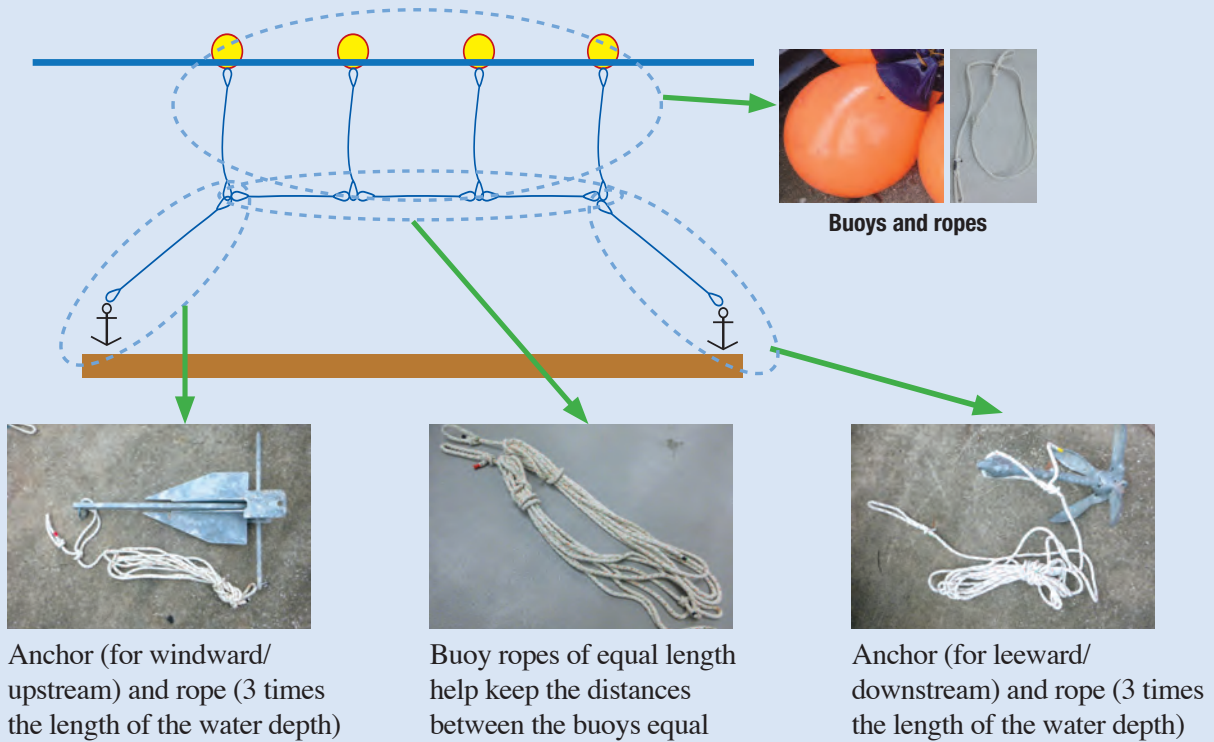 Buoys and ropes
Anchor (for windward/
upstream) and rope (3 times
the length of the water depth)
Buoy ropes of equal length
help keep the distances
between the buoys equal
Anchor (for leeward/
downstream) and rope (3 times
the length of the water depth)